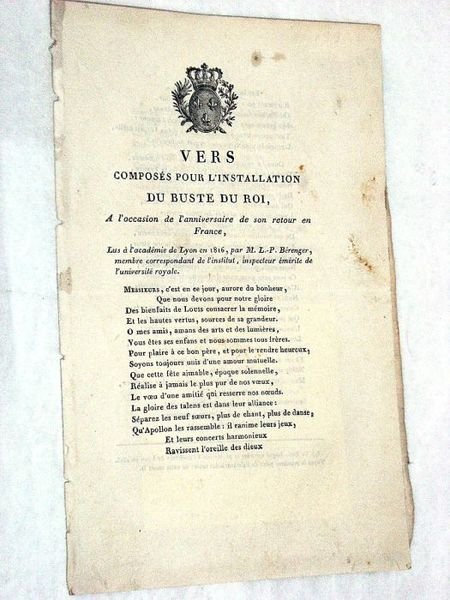 VERS
COMPOSÉS POUR L'INSTALLATION
DU BUSTE DU ROI,
A l'occasion de l'anniversaire de son retour en
France,
Lus à l'académie de Lyon en 1816, par M. L.-P. Bérenger,
membre correspondant de l'institut, inspecteur émérite de
l'université royale.
MESSIEURS, c'est en ce jour, aurore du bonheur,
Que nous devons pour notre gloire
Des bienfaits de LOUIS consacrer la mémoire,
Et les hautes vertus, sources de sa grandeur.
O mes amis, amans des arts et des lumières,
Vous êtes ses enfans et nous sommes tous frères.
Pour plaire à ce bon père, et pour le rendre heureux,
Soyons toujours unis d'une amour mutuelle.
Que cette fête aimable, époque solennelle,
Réalise à jamais le plus pur de nos vœux,
Le vœu d'une amitié qui resserre nos nœuds.
La gloire des talens est dans leur alliance :
Séparez les neuf sœurs, plus de chant, plus de danse;
Qu'Apollon les rassemble : il ranime leurs jeux,
Et leurs concerts harmonieux
Ravissent l'oreille des dieux